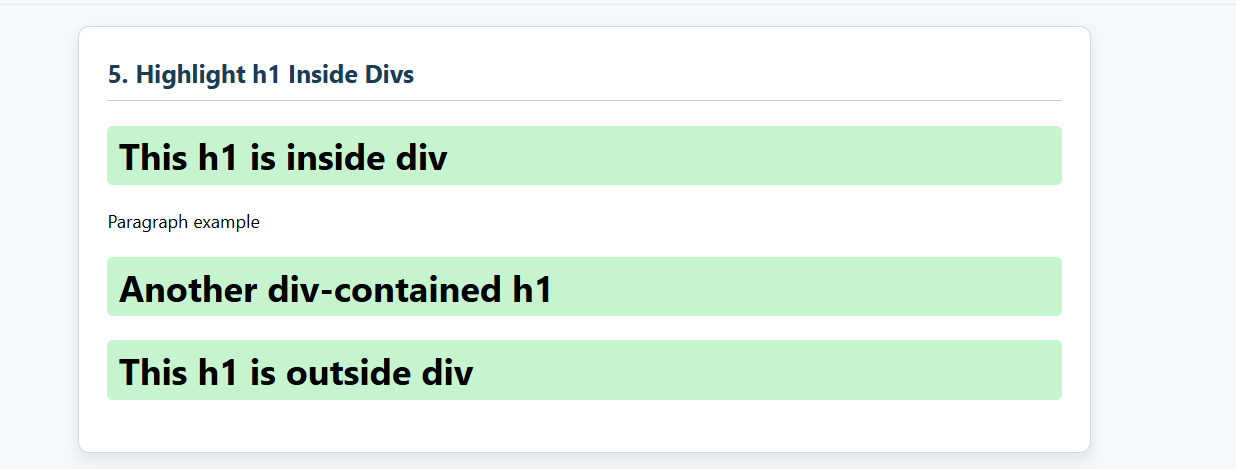 5. Highlight h1 Inside Divs
This h1 is inside div
Paragraph example
Another div-contained h1
This h1 is outside div